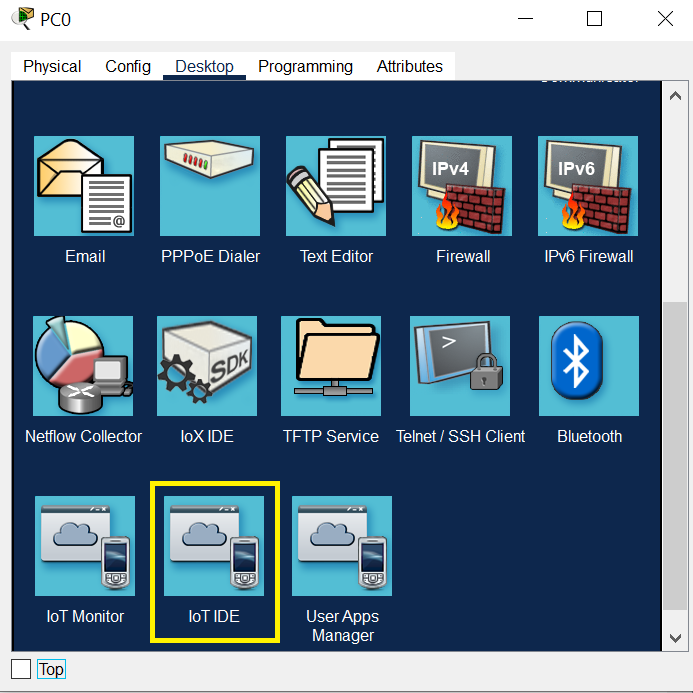 PC0
Physical Config Desktop Programming Attributes
IPv4 IPv6
@
Email PPPoE Dialer Text Editor Firewall IPv6 Firewall
SDK
>
Netflow Collector IoX IDE TFTP Service Telnet / SSH Client Bluetooth
IoT Monitor IoT IDE User Apps
Manager
Top